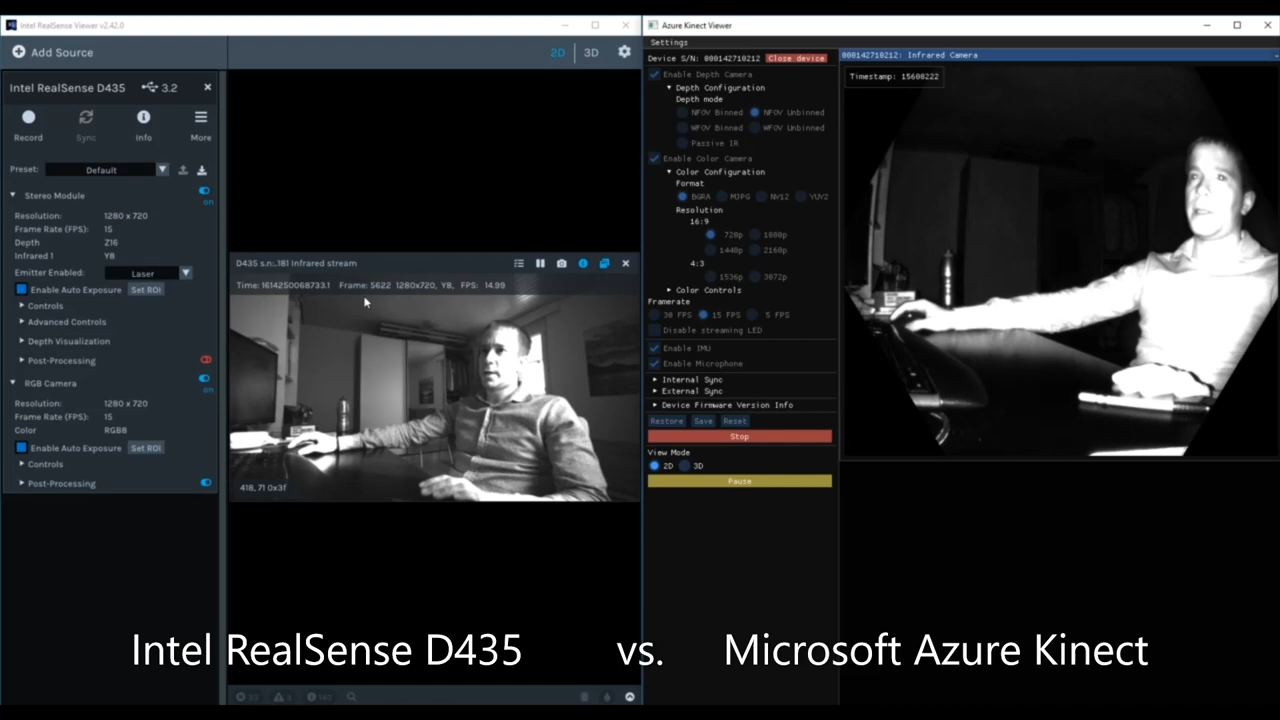 Intel RealSense Viewer v2.42.0
Add Source
2D
3D
Intel RealSense D435
3.2
Record
Sync
Info
More
Preset:
Default
Stereo Module
on
Resolution:
1280 x 720
Frame Rate (FPS):
15
Depth
Z16
Infrared 1
Y8
Emitter Enabled:
Laser
Enable Auto Exposure
Set ROI
Controls
Advanced Controls
Depth Visualization
Post-Processing
RGB Camera
on
Resolution:
1280 x 720
Frame Rate (FPS):
15
Color
RGB8
Enable Auto Exposure
Set ROI
Controls
Post-Processing
D435 s.n:.181 Infrared stream
Time: 1614250068733.1 Frame: 5622 1280x720, Y8, FPS: 14.99
418, 71 0x3f
Azure Kinect Viewer
Settings
Device S/N: 000142710212 Close device
Enable Depth Camera
Depth Configuration
Depth mode
NFOV Binned NFOV Unbinned
WFOV Binned WFOV Unbinned
Passive IR
Enable Color Camera
Color Configuration
Format
BGRA MJPG NV12 YUY2
Resolution
16:9
720p 1080p
1440p 2160p
4:3
1536p 3072p
Color Controls
Framerate
30 FPS 15 FPS 5 FPS
Disable streaming LED
Enable IMU
Enable Microphone
Internal Sync
External Sync
Device Firmware Version Info
Restore Save Reset
Stop
View Mode
2D 3D
Pause
000142710212: Infrared Camera
Timestamp: 15608222
Intel RealSense D435 vs. Microsoft Azure Kinect